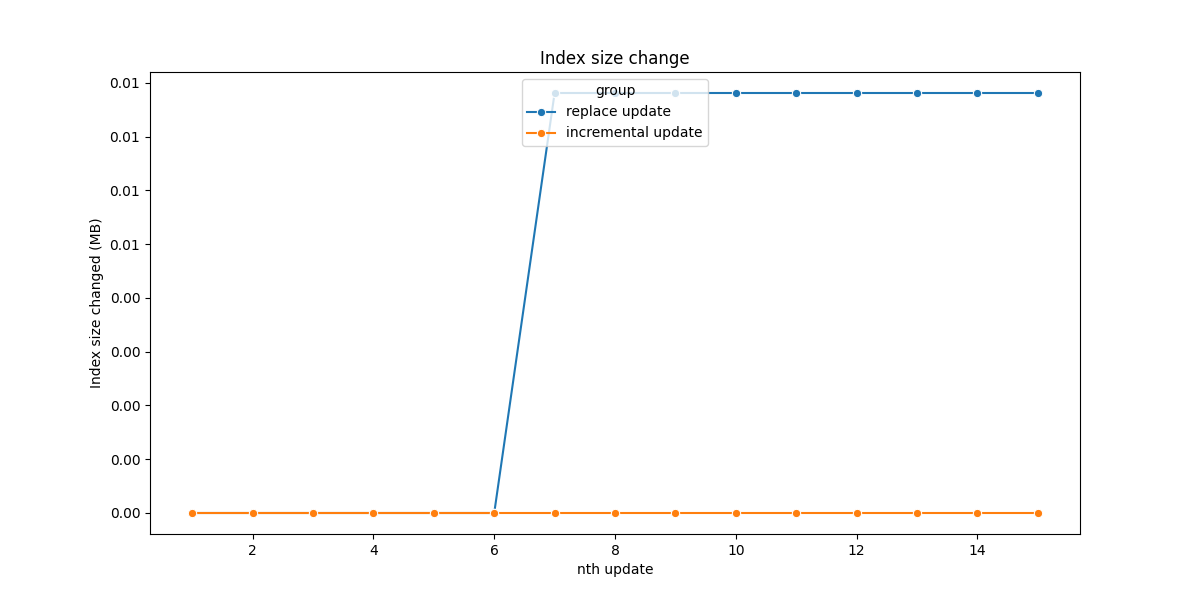 Index size change
group
replace update
incremental update
Index size changed (MB)
0.01
0.01
0.01
0.01
0.00
0.00
0.00
0.00
0.00
2 4 6 8 10 12 14
nth update